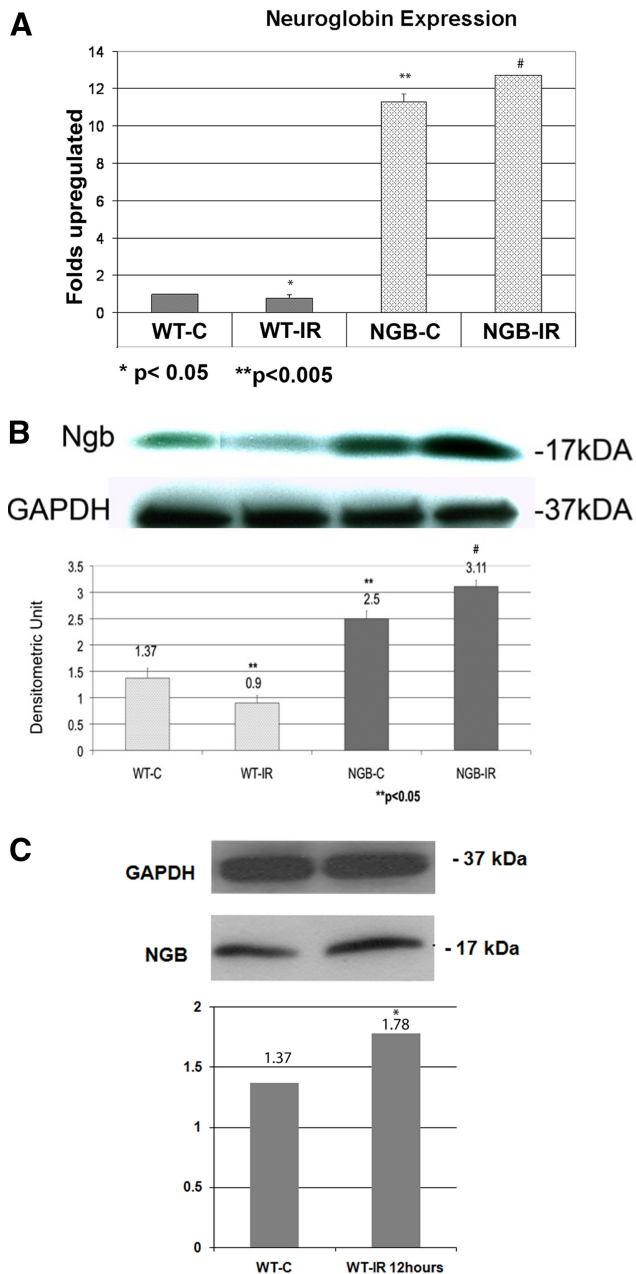 A
Neuroglobin Expression
Folds upregulated
14
12
10
8
6
4
2
0
*
**
#
WT-C WT-IR NGB-C NGB-IR
* p< 0.05 **p<0.005
B
Ngb -17kDA
GAPDH -37kDA
Densitometric Unit
3.5
3
2.5
2
1.5
1
0.5
0
1.37
**
0.9
**
2.5
#
3.11
WT-C WT-IR NGB-C NGB-IR
**p<0.05
C
GAPDH - 37 kDa
NGB - 17 kDa
2
1.5
1
0.5
0
1.37
*
1.78
WT-C WT-IR 12hours